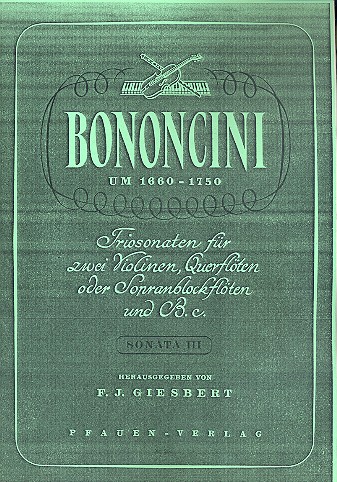 BONONCINI
UM 1660-1750
Triosonaten für
zwei Violinen, Querflöten
oder Sopranblockflöten
und B. c.
SONATA III
HERAUSGEGEBEN VON
F. J. GIESBERT
PFAUEN-VERLAG